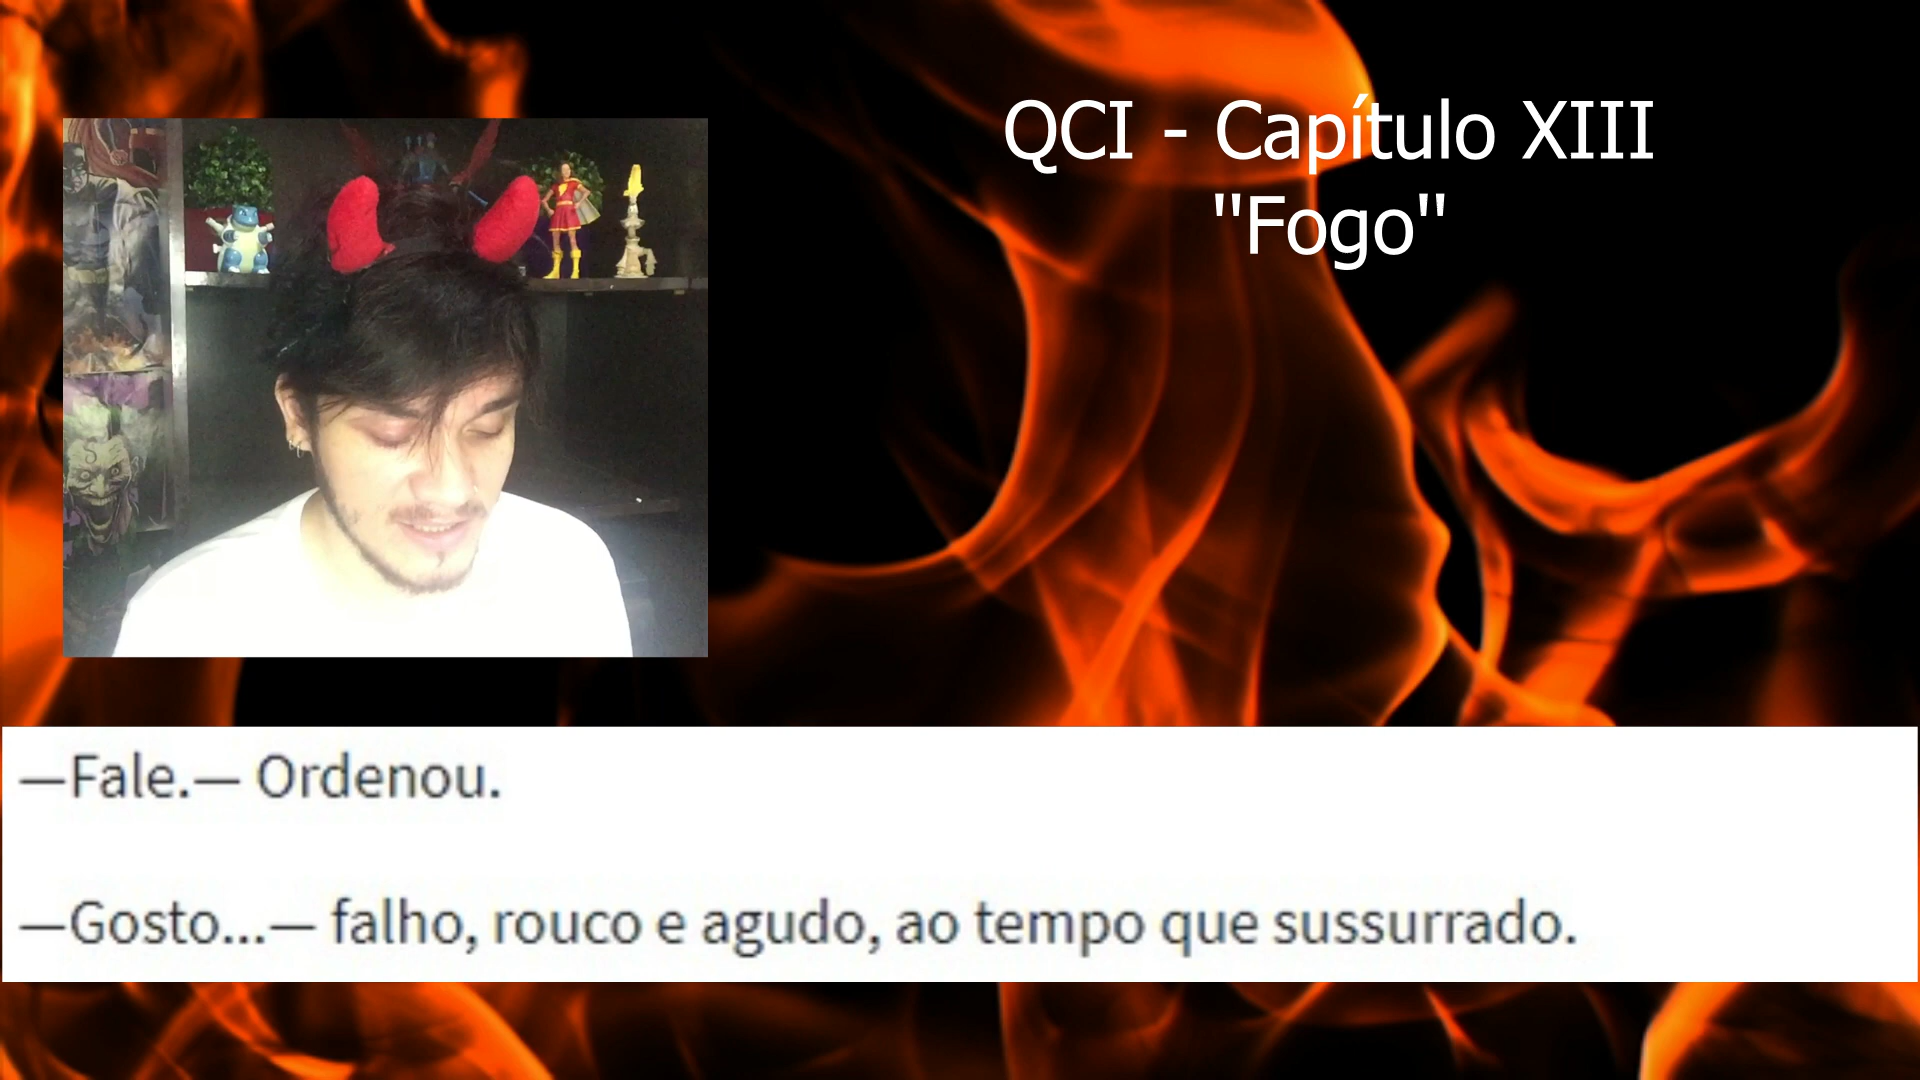 QCI - Capítulo XIII
"Fogo"
—Fale.— Ordenou.
—Gosto...— falho, rouco e agudo, ao tempo que sussurrado.